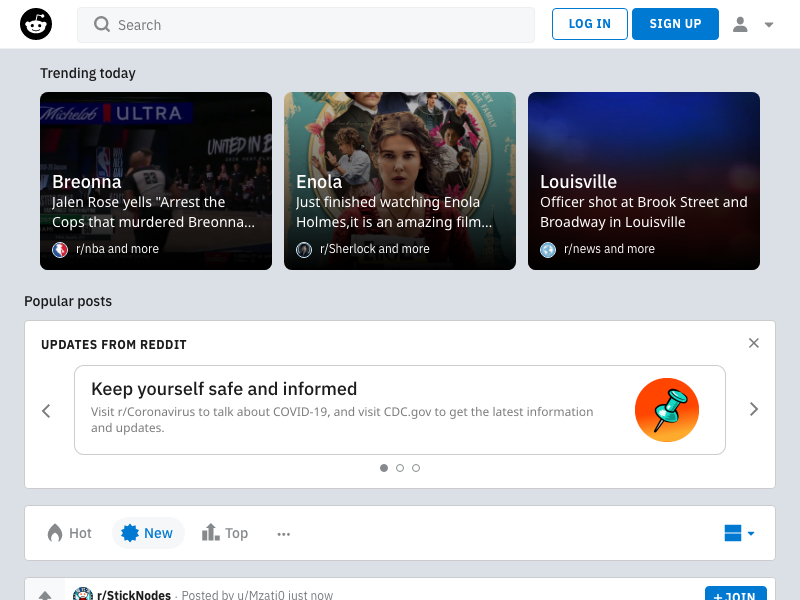 Search
LOG IN
SIGN UP
Trending today
Michelob ULTRA
UNITED IN
Breonna
Jalen Rose yells "Arrest the
Cops that murdered Breonna...
r/nba and more
THE FAMILY
Enola
Just finished watching Enola
Holmes,it is an amazing film...
r/Sherlock and more
Louisville
Officer shot at Brook Street and
Broadway in Louisville
r/news and more
Popular posts
UPDATES FROM REDDIT
Keep yourself safe and informed
Visit r/Coronavirus to talk about COVID-19, and visit CDC.gov to get the latest information
and updates.
Hot
New
Top
r/StickNodes · Posted by u/Mzati0 just now
+ JOIN